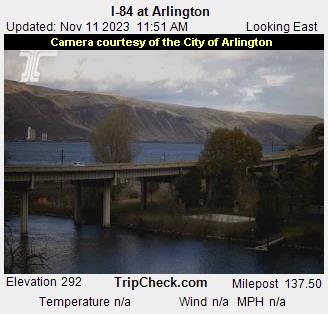 I-84 at Arlington
Updated: Nov 11 2023 11:51 AM Looking East
Camera courtesy of the City of Arlington
Elevation 292 TripCheck.com Milepost 137.50
Temperature n/a Wind n/a MPH n/a